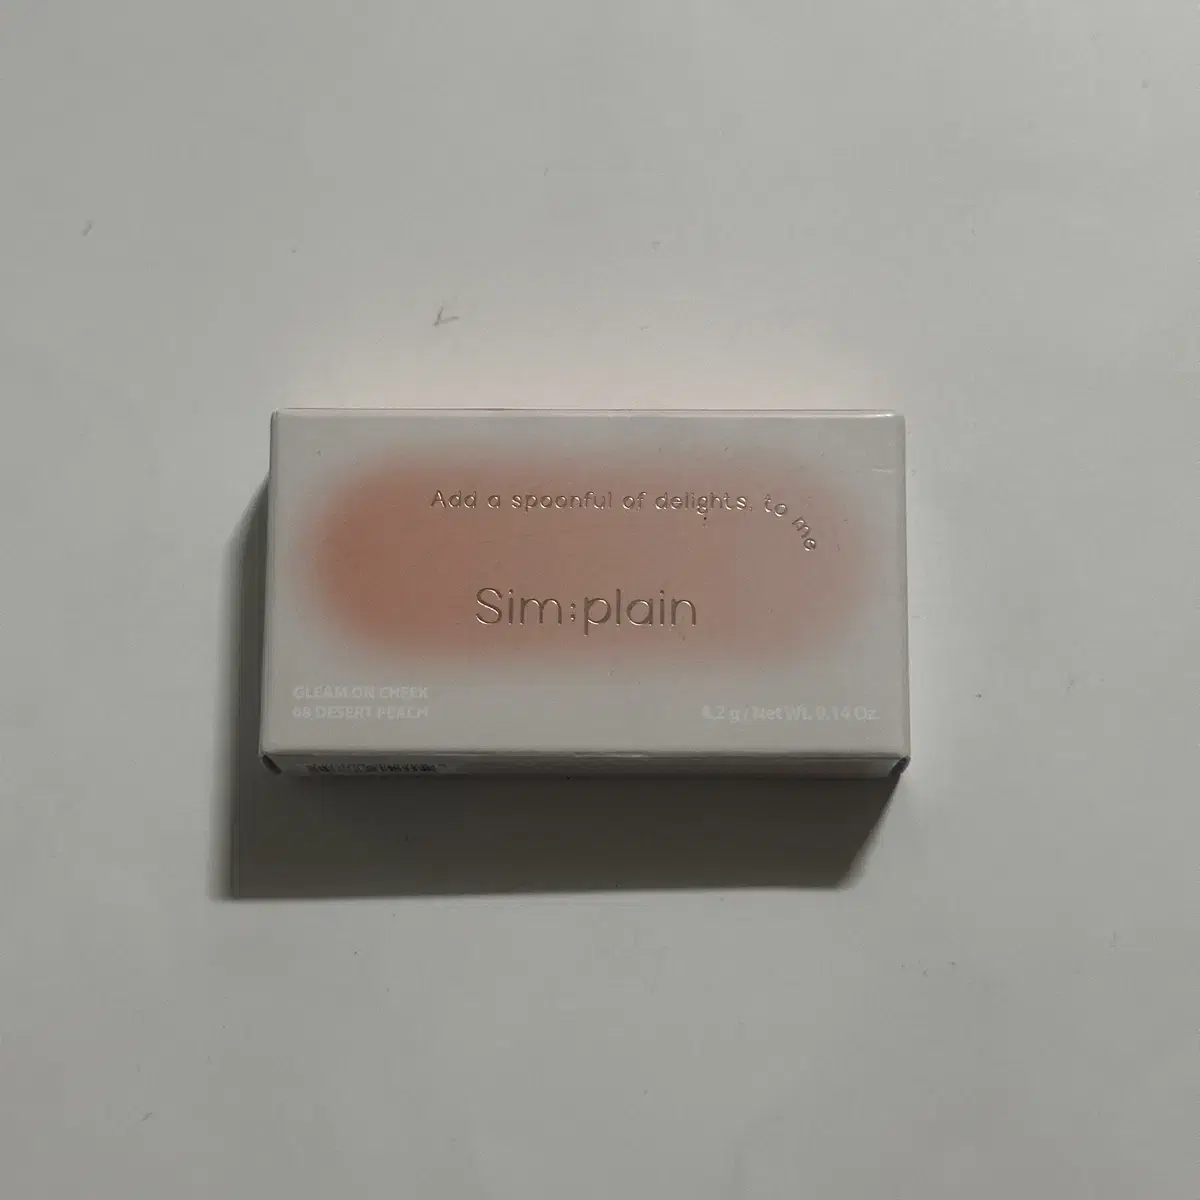 Add a spoonful of delights, to me
Sim;plain
GLEAM ON CHEEK
DESERT PEACH
4.2 g / Net Wt. 0.14 Oz.